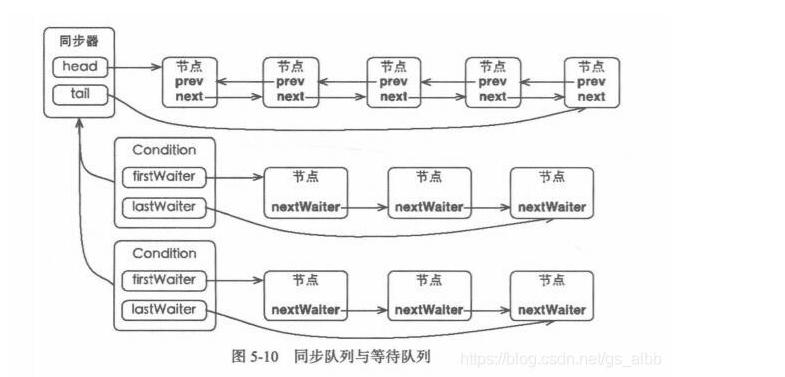 同步器
head
tail
节点 节点 节点 节点 节点
prev prev prev prev prev
next next next next next
Condition
firstWaiter
lastWaiter
节点 节点 节点
nextWaiter nextWaiter nextWaiter
Condition
firstWaiter
lastWaiter
节点 节点 节点
nextWaiter nextWaiter nextWaiter
图 5-10 同步队列与等待队列
https://blog.csdn.net/gs_albb